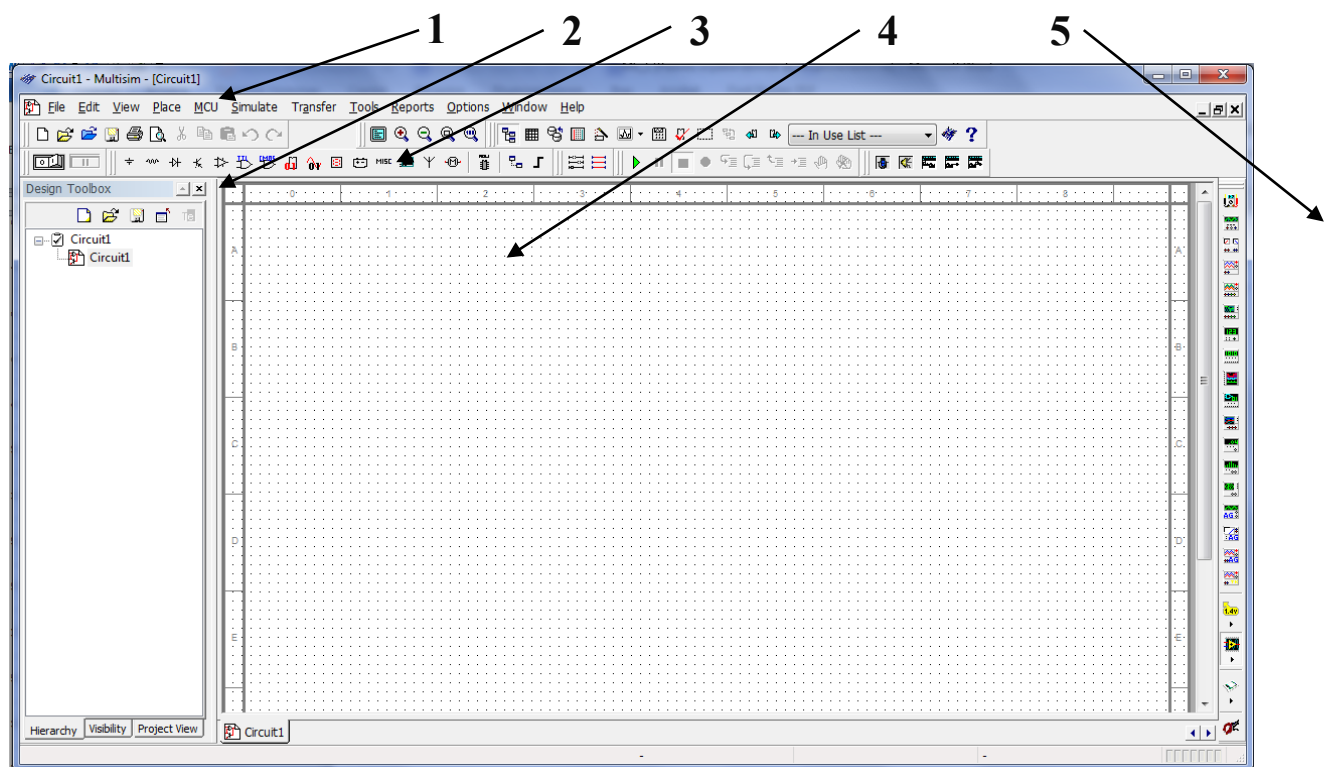 1 2 3 4 5
Circuit1 - Multisim - [Circuit1]
File Edit View Place MCU Simulate Transfer Tools Reports Options Window Help
--- In Use List ---
MISC
Design Toolbox
0 1 2 3 4 5 6 7 8
Circuit1
Circuit1
A A
B B
C C
D D
E E
1.4v
Hierarchy Visibility Project View Circuit1
- -